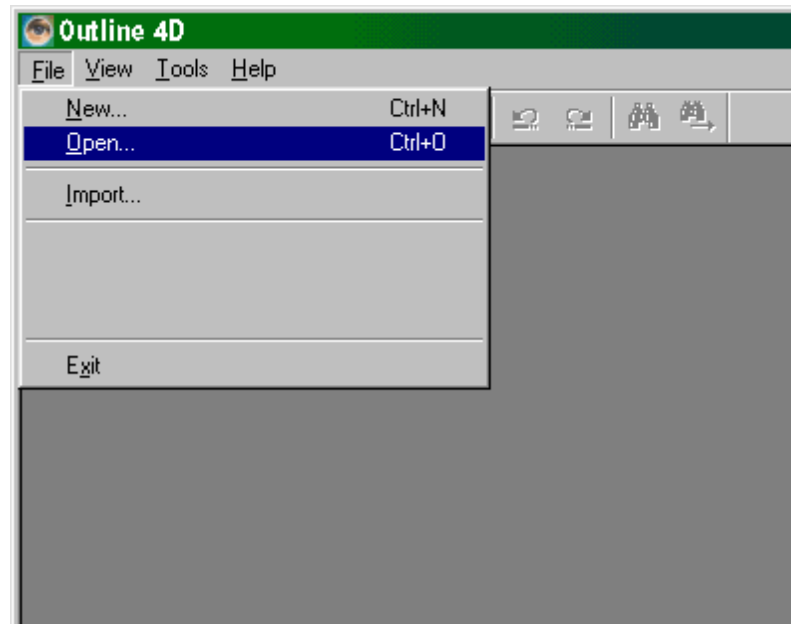 Outline 4D
File View Tools Help
New... Ctrl+N
Open... Ctrl+O
Import...
Exit